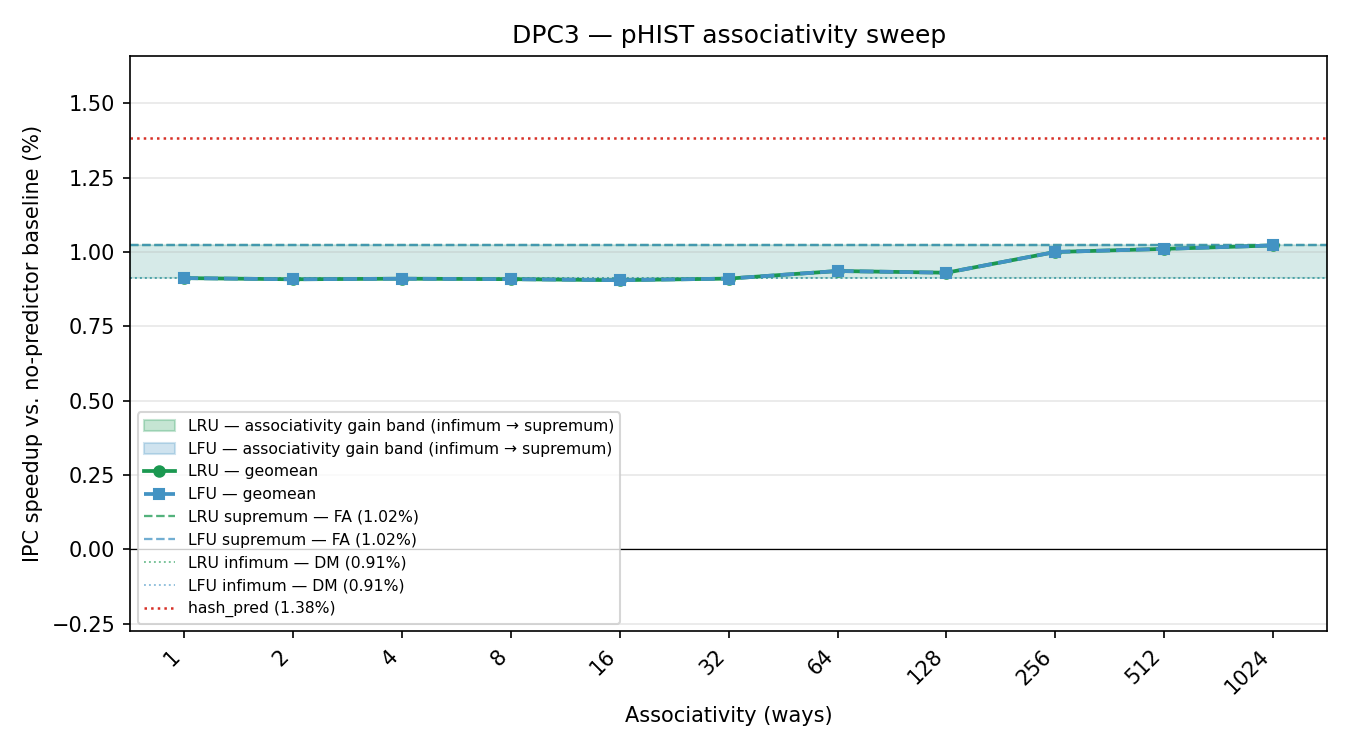 DPC3 — pHIST associativity sweep
IPC speedup vs. no-predictor baseline (%)
1.50
1.25
1.00
0.75
0.50
0.25
0.00
−0.25
LRU — associativity gain band (infimum → supremum)
LFU — associativity gain band (infimum → supremum)
LRU — geomean
LFU — geomean
LRU supremum — FA (1.02%)
LFU supremum — FA (1.02%)
LRU infimum — DM (0.91%)
LFU infimum — DM (0.91%)
hash_pred (1.38%)
1
2
4
8
16
32
64
128
256
512
1024
Associativity (ways)